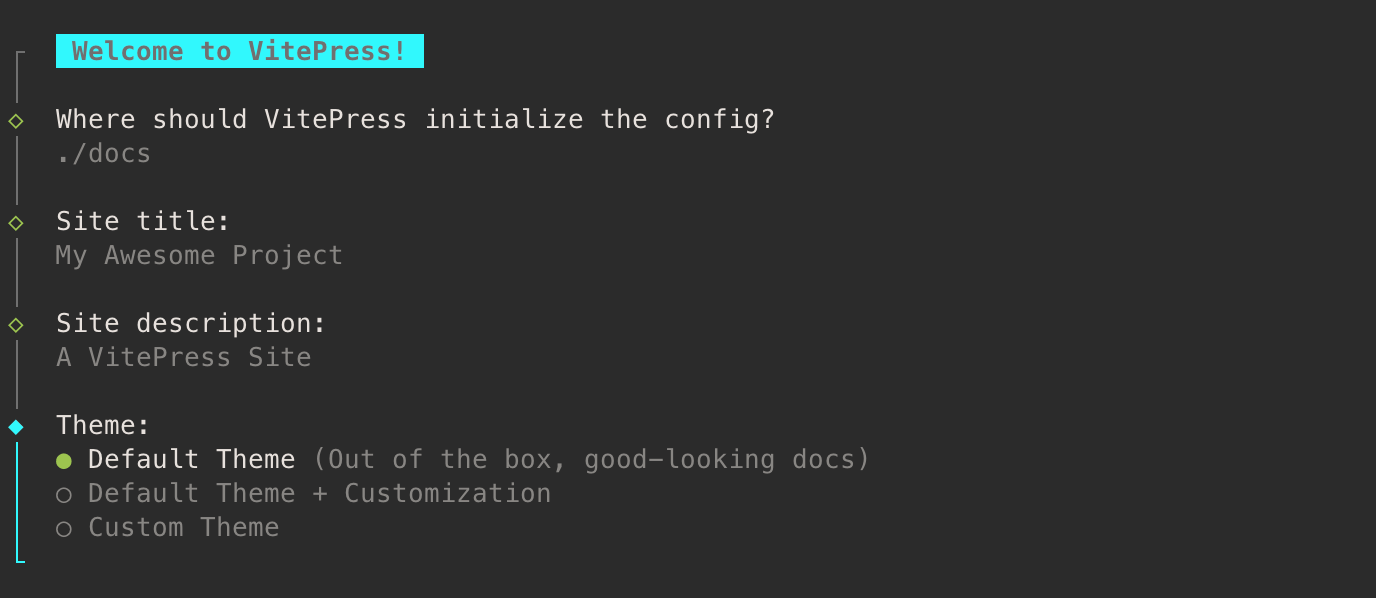 Welcome to VitePress!
Where should VitePress initialize the config?
./docs
Site title:
My Awesome Project
Site description:
A VitePress Site
Theme:
● Default Theme (Out of the box, good-looking docs)
○ Default Theme + Customization
○ Custom Theme